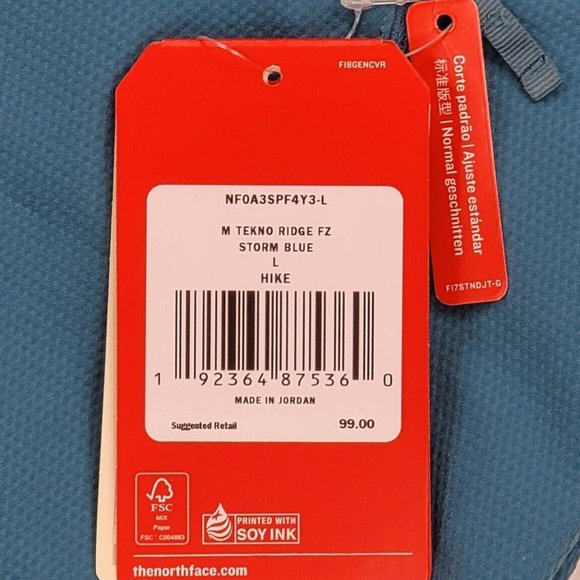 FI8GENCVR
NF0A3SPF4Y3-L
M TEKNO RIDGE FZ
STORM BLUE
L
HIKE
1 92364 87536 0
MADE IN JORDAN
Suggested Retail 99.00
FSC
MIX
Paper
FSC™ C004863
PRINTED WITH
SOY INK
thenorthface.com
Corte padrão | Ajuste estándar
标准版型 | Normal geschnitten
FI7STNDJT-G